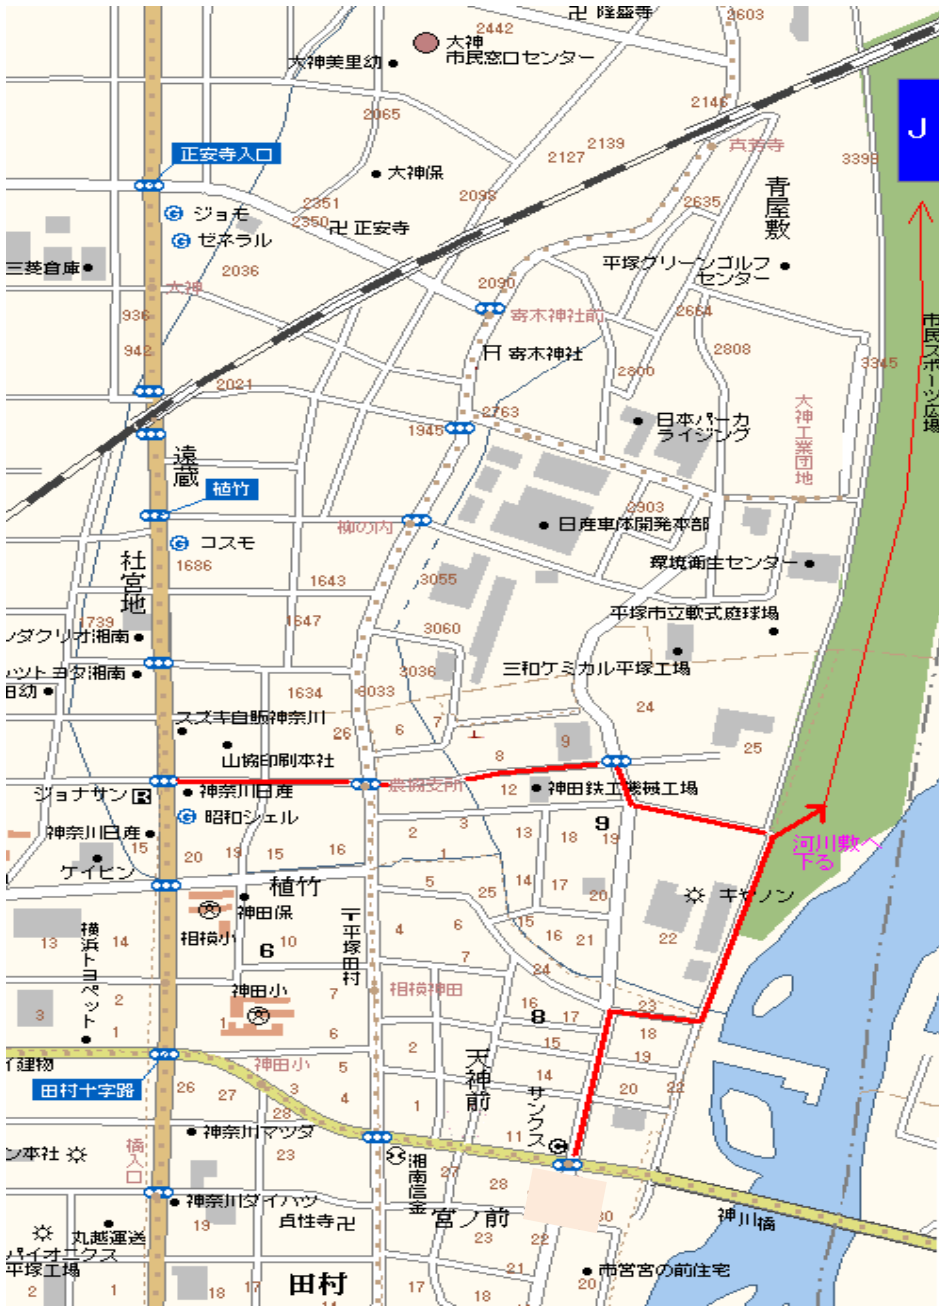 2442
卍 隆盛寺
2603
大神
市民窓口センター
大神美里幼
2065
2146
J
正安寺入口
2139
2127
真芳寺
3398
大神保
2098
青屋敷
2351
2350
卍 正安寺
2635
ジョモ
ゼネラル
三菱倉庫
2036
平塚グリーンゴルフ
センター
大神
2090
936
寄木神社前
2664
市民スポーツ広場
942
寄木神社
2808
3345
2021
2800
大神工業団地
2763
日本パーカ
ライジング
1945
遠蔵
植竹
2903
柳の内
日産車体開発本部
コスモ
社宮地
1686
環境衛生センター
1643
3055
平塚市立軟式庭球場
1739
1647
ンダクリオ湘南
3060
三和ケミカル平塚工場
ッツトヨタ湘南
3036
田幼
1634
3033
24
スズキ自販神奈川
26
6
7
山協印刷本社
9
25
8
農協支所
12
神田鉄工機械工場
ジョナサン R
神奈川日産
昭和シェル
9
神奈川日産
15
2
3
13
18
19
河川敷へ
下る
20
19
15
16
1
ケイヒン
植竹
5
25
14
17
20
キヤノン
神田保
相模小
〒平塚田村
横浜トヨペット
13
14
6
10
4
6
15
16
21
22
7
24
神田小
相模神田
2
7
16
17
23
3
1
1
6
8
18
15
19
イ建物
神田小
5
2
天神前
田村十字路
26
27
3
4
14
サンクス
20
22
28
1
神奈川マツダ
11
ン本社
23
橋入口
湘南信金
27
28
神奈川ダイハツ
神川橋
丸越運送
19
貞性寺卍
宮ノ前
30
パイオニクス
平塚工場
23
22
田村
21
市営宮の前住宅
2
1
18
17
17
18
20